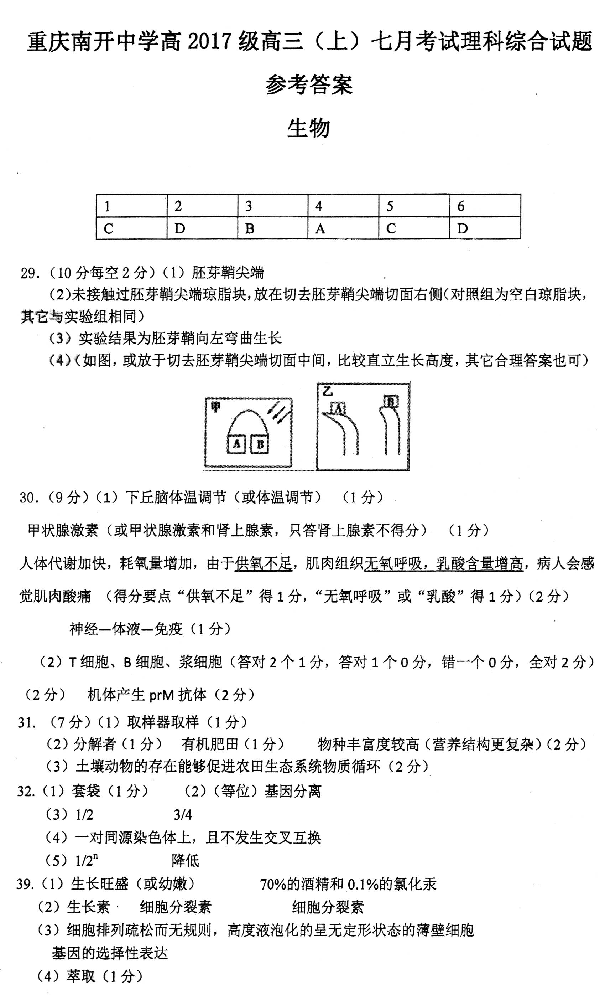 重庆南开中学高 2017 级高三（上）七月考试理科综合试题
参考答案
生物
1 2 3 4 5 6
C D B A C D
29.（10 分每空 2 分）（1）胚芽鞘尖端
（2）未接触过胚芽鞘尖端琼脂块，放在切去胚芽鞘尖端切面右侧（对照组为空白琼脂块，
其它与实验组相同）
（3）实验结果为胚芽鞘向左弯曲生长
（4）（如图，或放于切去胚芽鞘尖端切面中间，比较直立生长高度，其它合理答案也可）
甲
A B
乙
A B
30.（9 分）（1）下丘脑体温调节（或体温调节） （1 分）
甲状腺激素（或甲状腺激素和肾上腺素，只答肾上腺素不得分） （1 分）
人体代谢加快，耗氧量增加，由于供氧不足，肌肉组织无氧呼吸，乳酸含量增高，病人会感
觉肌肉酸痛 （得分要点“供氧不足”得 1 分，“无氧呼吸”或“乳酸”得 1 分）（2 分）
神经—体液—免疫（1 分）
（2）T 细胞、B 细胞、浆细胞（答对 2 个 1 分，答对 1 个 0 分，错一个 0 分，全对 2 分）
（2 分） 机体产生 prM 抗体（2 分）
31. （7 分）（1）取样器取样（1 分）
（2）分解者（1 分） 有机肥田（1 分） 物种丰富度较高（营养结构更复杂）（2 分）
（3）土壤动物的存在能够促进农田生态系统物质循环（2 分）
32.（1）套袋（1 分） （2）（等位）基因分离
（3）1/2 3/4
（4）一对同源染色体上，且不发生交叉互换
（5）1/2ⁿ 降低
39.（1）生长旺盛（或幼嫩） 70%的酒精和 0.1%的氯化汞
（2）生长素 细胞分裂素 细胞分裂素
（3）细胞排列疏松而无规则，高度液泡化的呈无定形状态的薄壁细胞
基因的选择性表达
（4）萃取（1 分）